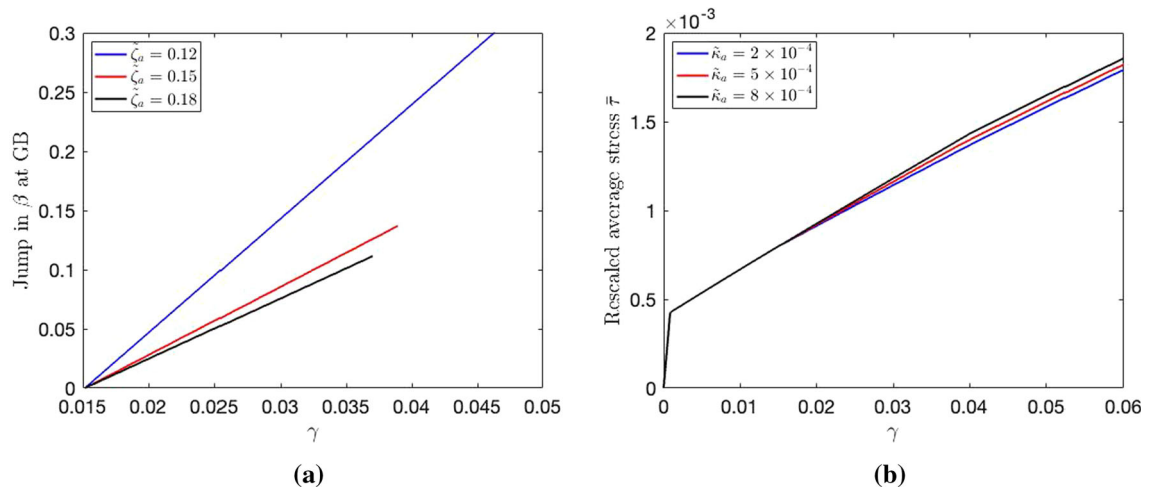 0.3
0.25
0.2
0.15
0.1
0.05
0
Jump in β at GB
ζ̃ₐ = 0.12
ζ̃ₐ = 0.15
ζ̃ₐ = 0.18
0.015 0.02 0.025 0.03 0.035 0.04 0.045 0.05
γ
(a)
×10⁻³
2
1.5
1
0.5
0
Rescaled average stress τ̄
κ̃ₐ = 2 × 10⁻⁴
κ̃ₐ = 5 × 10⁻⁴
κ̃ₐ = 8 × 10⁻⁴
0 0.01 0.02 0.03 0.04 0.05 0.06
γ
(b)